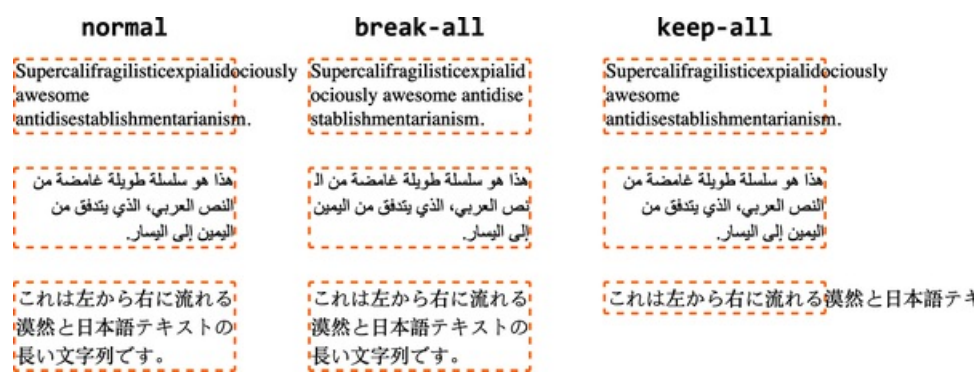 normal
Supercalifragilisticexpialidociously
awesome
antidisestablishmentarianism.
هذا هو سلسلة طويلة غامضة من
النص العربي، الذي يتدفق من
اليمين إلى اليسار.
これは左から右に流れる
漠然と日本語テキストの
長い文字列です。
break-all
Supercalifragilisticexpialid
ociously awesome antidise
stablishmentarianism.
هذا هو سلسلة طويلة غامضة من ال
نص العربي، الذي يتدفق من اليمين
إلى اليسار.
これは左から右に流れる
漠然と日本語テキストの
長い文字列です。
keep-all
Supercalifragilisticexpialidociously
awesome
antidisestablishmentarianism.
هذا هو سلسلة طويلة غامضة من
النص العربي، الذي يتدفق من
اليمين إلى اليسار.
これは左から右に流れる漠然と日本語テキ